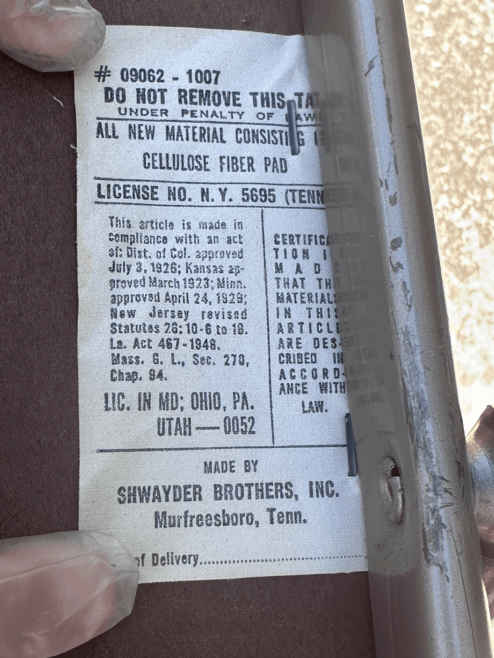 # 09062 - 1007
DO NOT REMOVE THIS TA
UNDER PENALTY OF LAW
ALL NEW MATERIAL CONSISTING
CELLULOSE FIBER PAD
LICENSE NO. N. Y. 5695 (TENN
This article is made in
compliance with an act
of: Dist. of Col. approved
July 3, 1926; Kansas ap-
proved March 1923; Minn.
approved April 24, 1929;
New Jersey revised
Statutes 26:10-6 to 18.
La. Act 467-1948.
Mass. G. L., Sec. 270,
Chap. 94.
LIC. IN MD; OHIO, PA.
UTAH — 0052
CERTIFICA
TION I
MADE
THAT TH
MATERIAL
IN THIS
ARTICLE
ARE DES-
CRIBED IN
ACCORD-
ANCE WITH
LAW.
MADE BY
SHWAYDER BROTHERS, INC.
Murfreesboro, Tenn.
of Delivery